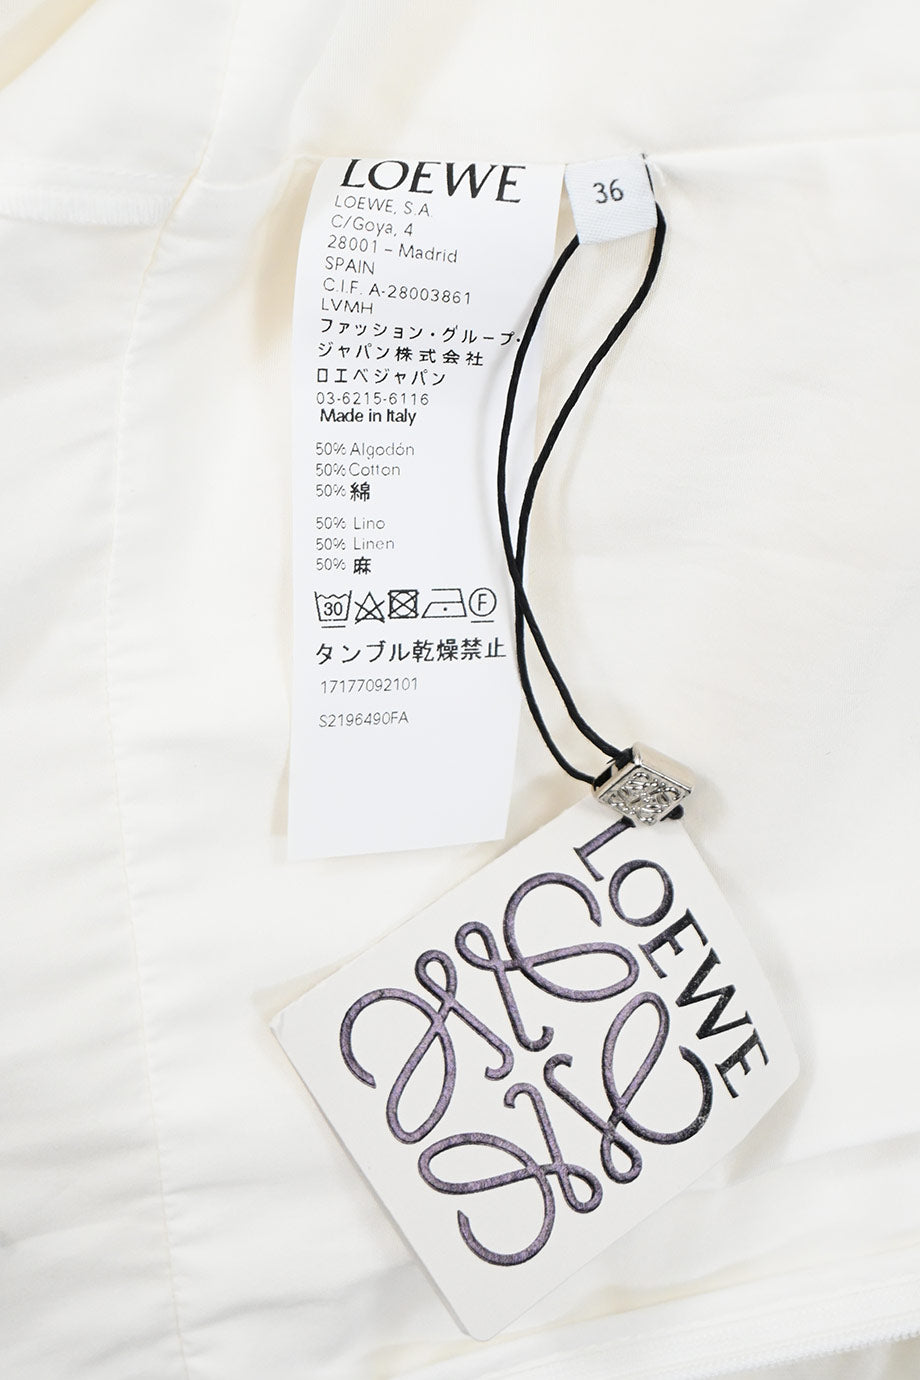 LOEWE
36
LOEWE, S.A.
C/Goya, 4
28001 – Madrid
SPAIN
C.I.F. A-28003861
LVMH
ファッション・グループ・
ジャパン株式会社
ロエベジャパン
03-6215-6116
Made in Italy
50% Algodón
50% Cotton
50% 綿
50% Lino
50% Linen
50% 麻
30 F
タンブル乾燥禁止
17177092101
S2196490FA
LOEWE